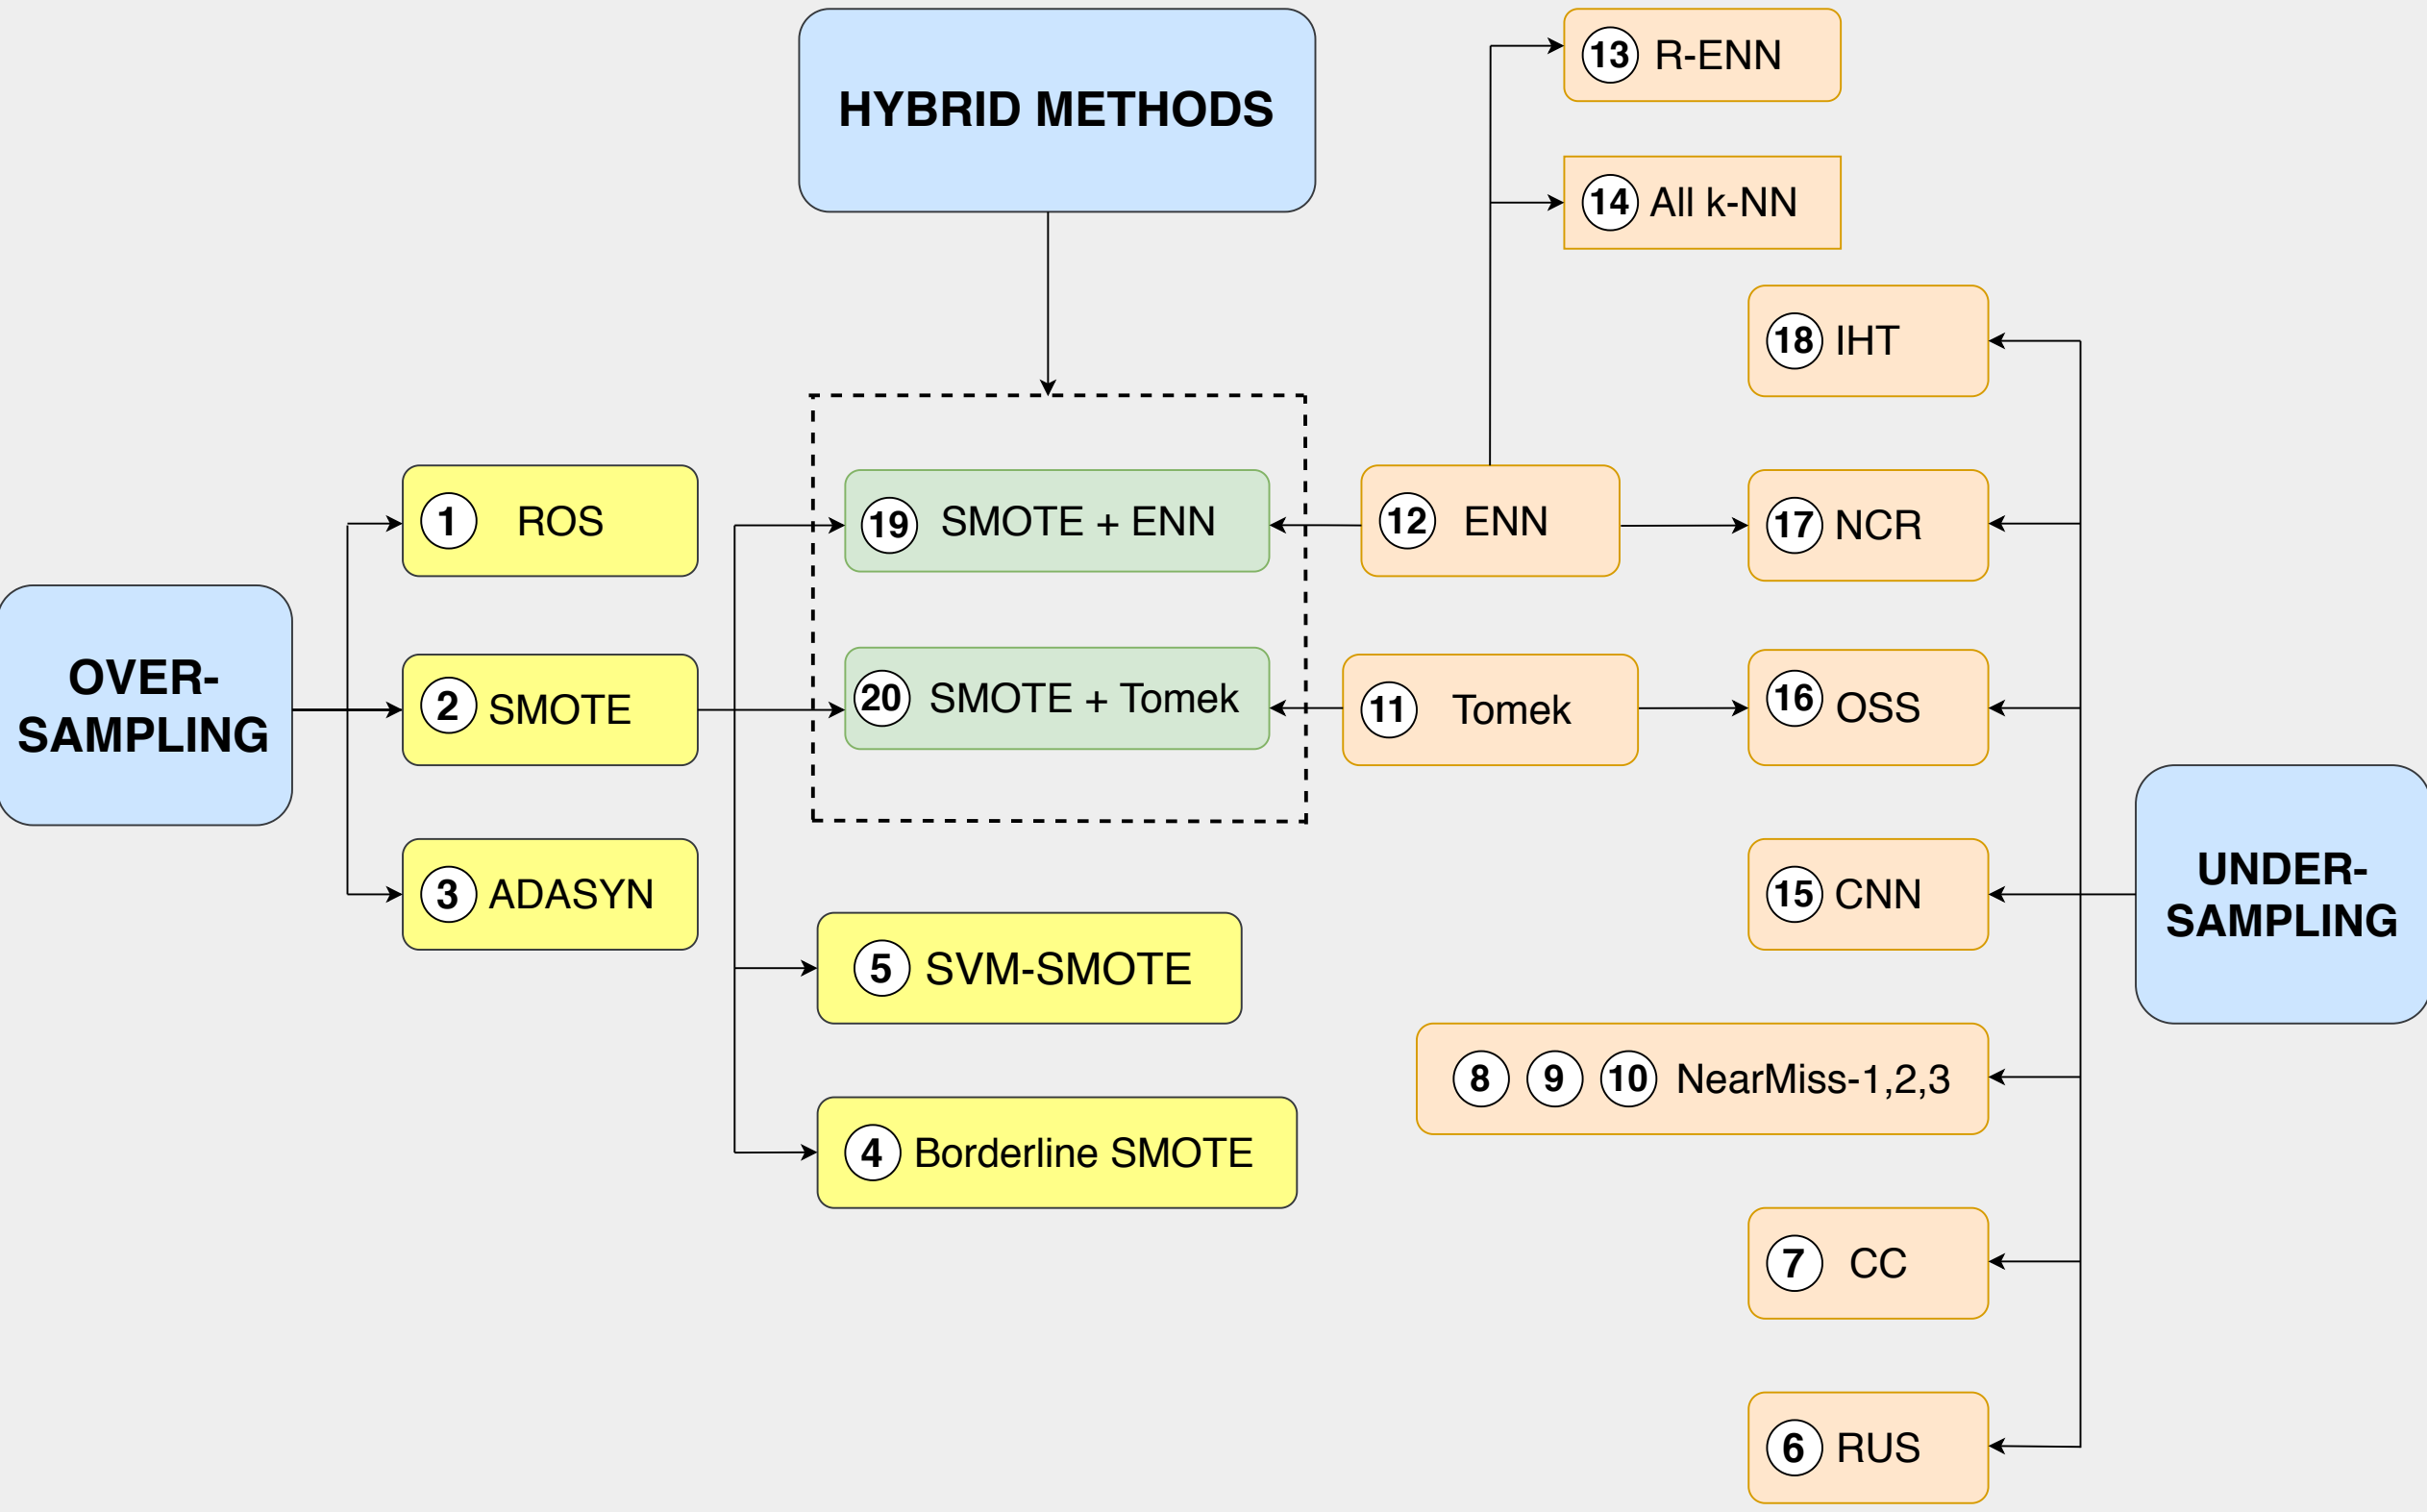 HYBRID METHODS
13 R-ENN
14 All k-NN
18 IHT
1 ROS
19 SMOTE + ENN
12 ENN
17 NCR
OVER-
SAMPLING
2 SMOTE
20 SMOTE + Tomek
11 Tomek
16 OSS
3 ADASYN
15 CNN
UNDER-
SAMPLING
5 SVM-SMOTE
8 9 10 NearMiss-1,2,3
4 Borderline SMOTE
7 CC
6 RUS